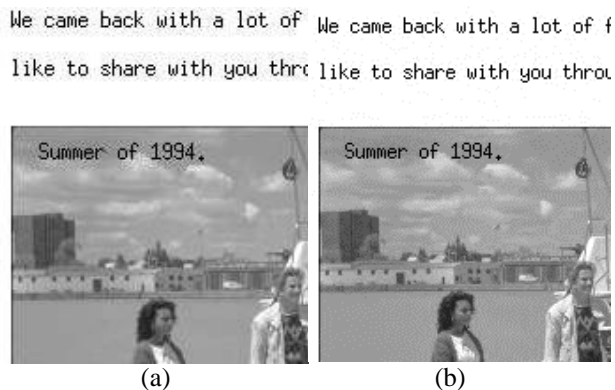 We came back with a lot of
like to share with you thro
Summer of 1994.
(a)
We came back with a lot of f
like to share with you throu
Summer of 1994.
(b)